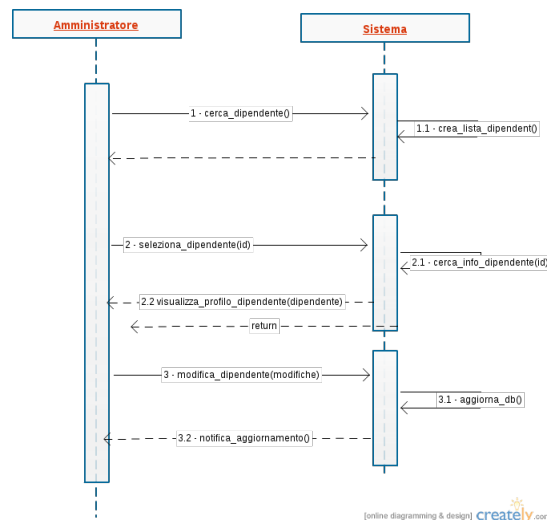 Amministratore
Sistema
1 - cerca_dipendente()
1.1 - crea_lista_dipendent()
2 - seleziona_dipendente(id)
2.1 - cerca_info_dipendente(id)
2.2 visualizza_profilo_dipendente(dipendente)
return
3 - modifica_dipendente(modifiche)
3.1 - aggiorna_db()
3.2 - notifica_aggiornamento()
[online diagramming & design] creately.com